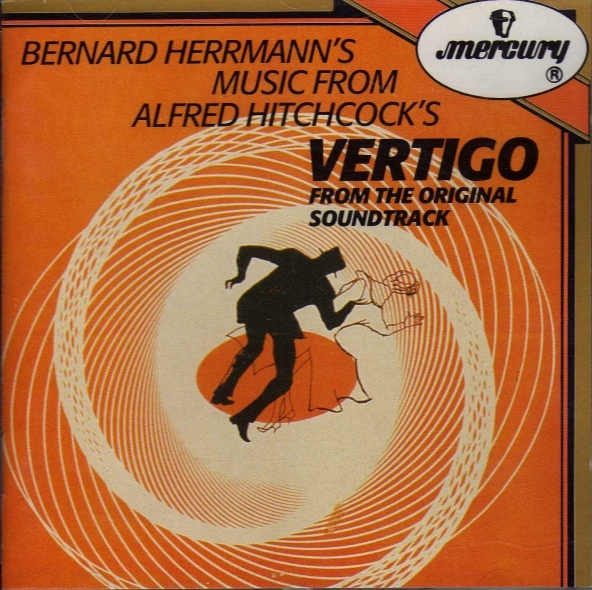 BERNARD HERRMANN'S
MUSIC FROM
ALFRED HITCHCOCK'S
VERTIGO
FROM THE ORIGINAL
SOUNDTRACK
mercury
®